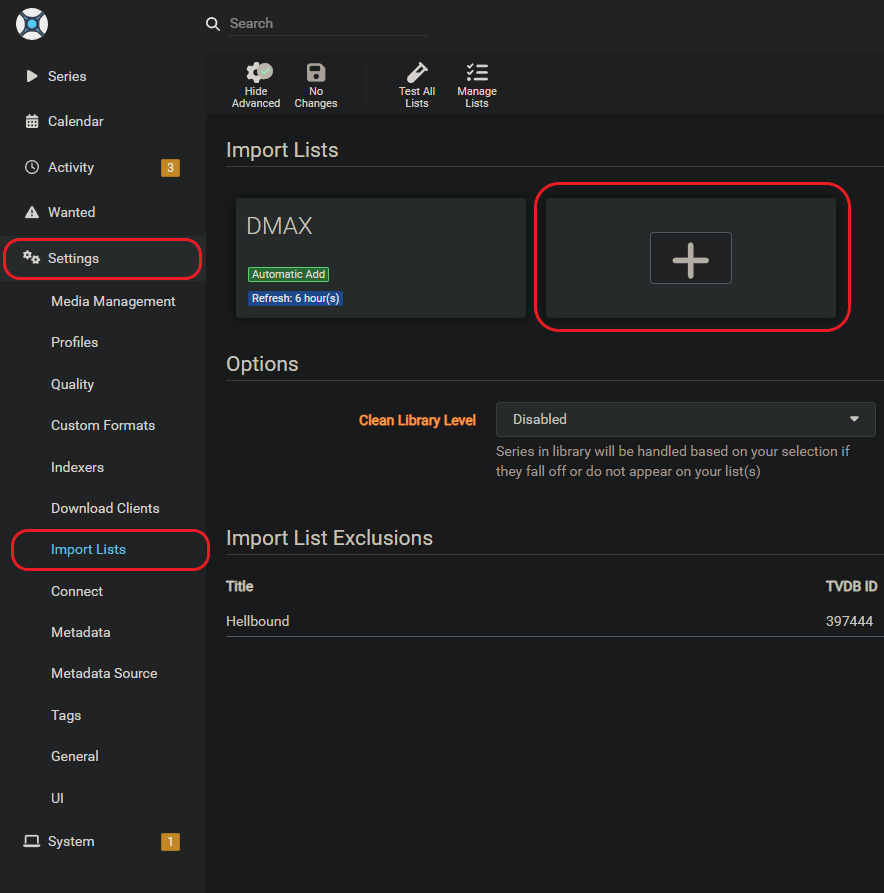 Search
Series
Calendar
Activity 3
Wanted
Settings
Media Management
Profiles
Quality
Custom Formats
Indexers
Download Clients
Import Lists
Connect
Metadata
Metadata Source
Tags
General
UI
System 1
Hide
Advanced
No
Changes
Test All
Lists
Manage
Lists
Import Lists
DMAX
Automatic Add
Refresh: 6 hour(s)
Options
Clean Library Level Disabled
Series in library will be handled based on your selection if
they fall off or do not appear on your list(s)
Import List Exclusions
Title TVDB ID
Hellbound 397444